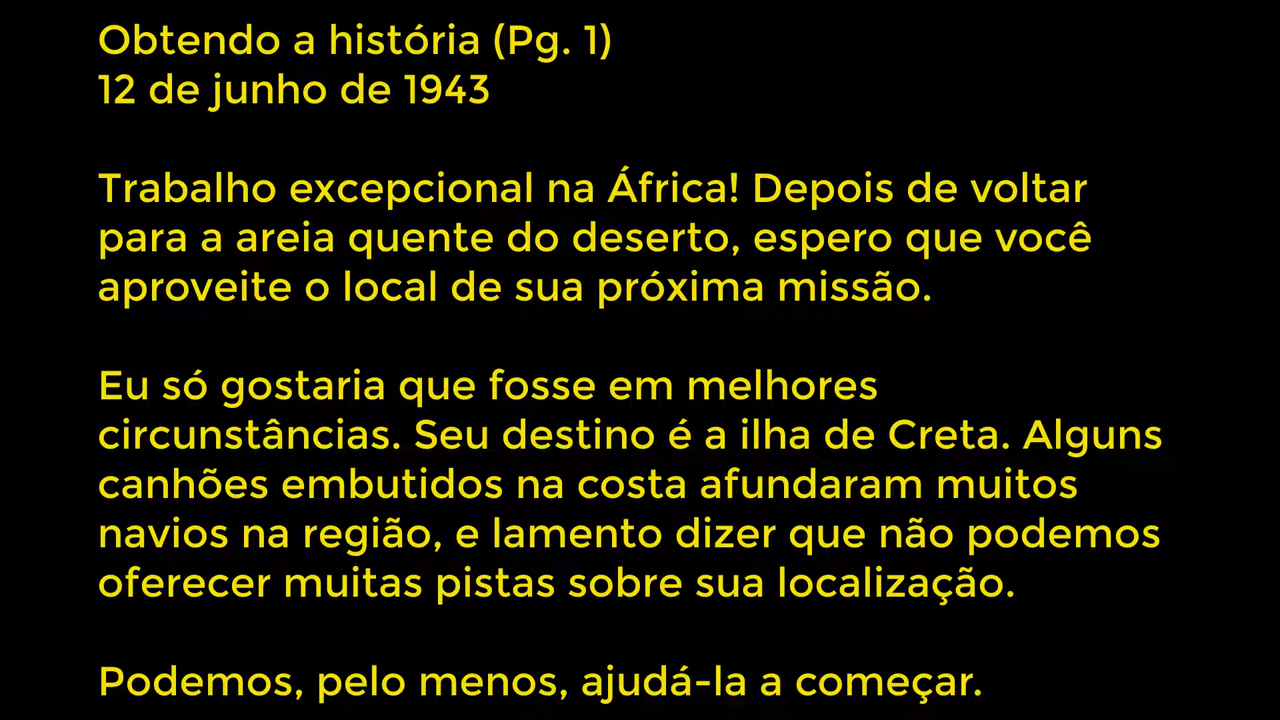 Obtendo a história (Pg. 1)
12 de junho de 1943
Trabalho excepcional na África! Depois de voltar
para a areia quente do deserto, espero que você
aproveite o local de sua próxima missão.
Eu só gostaria que fosse em melhores
circunstâncias. Seu destino é a ilha de Creta. Alguns
canhões embutidos na costa afundaram muitos
navios na região, e lamento dizer que não podemos
oferecer muitas pistas sobre sua localização.
Podemos, pelo menos, ajudá-la a começar.